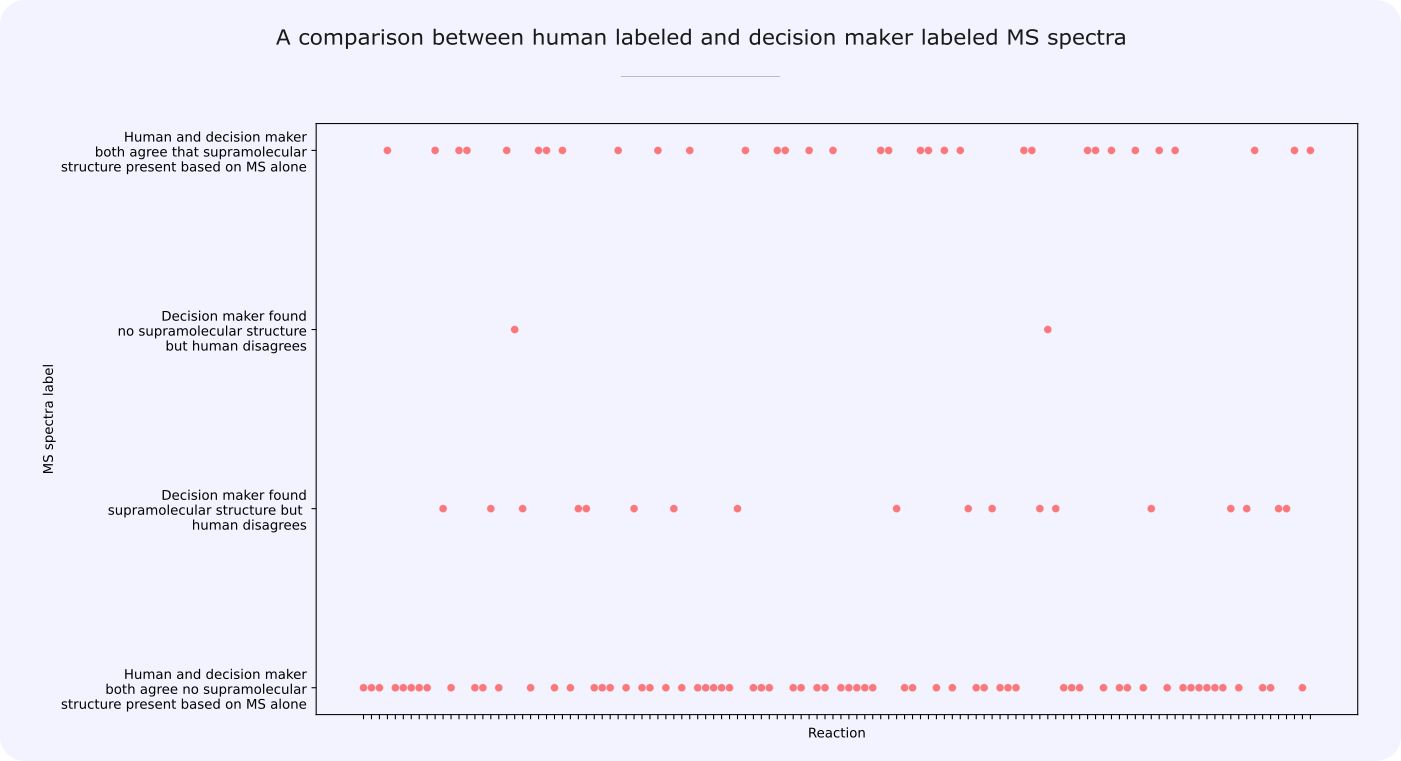 A comparison between human labeled and decision maker labeled MS spectra
Human and decision maker
both agree that supramolecular
structure present based on MS alone
Decision maker found
no supramolecular structure
but human disagrees
MS spectra label
Decision maker found
supramolecular structure but
human disagrees
Human and decision maker
both agree no supramolecular
structure present based on MS alone
Reaction